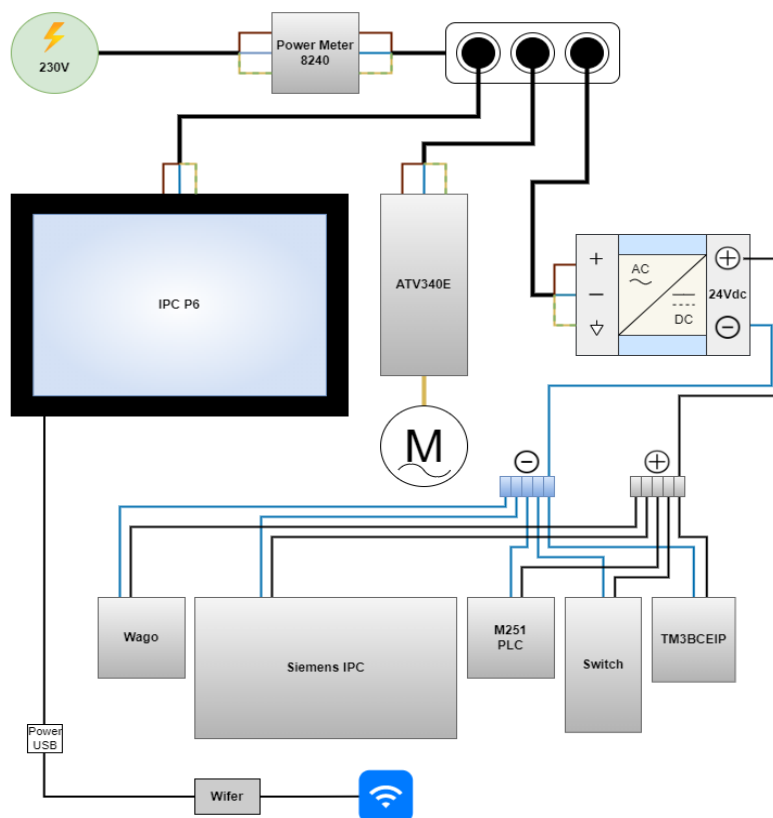 230V
Power Meter
8240
IPC P6
ATV340E
+
−
AC
DC
24Vdc
+
−
M
−
+
Wago
Siemens IPC
M251
PLC
Switch
TM3BCEIP
Power
USB
Wifer